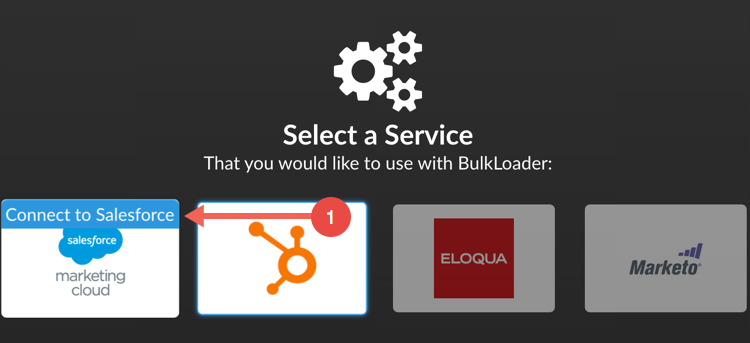 Select a Service
That you would like to use with BulkLoader:
Connect to Salesforce
1
salesforce
marketing
cloud
ELOQUA
Marketo®